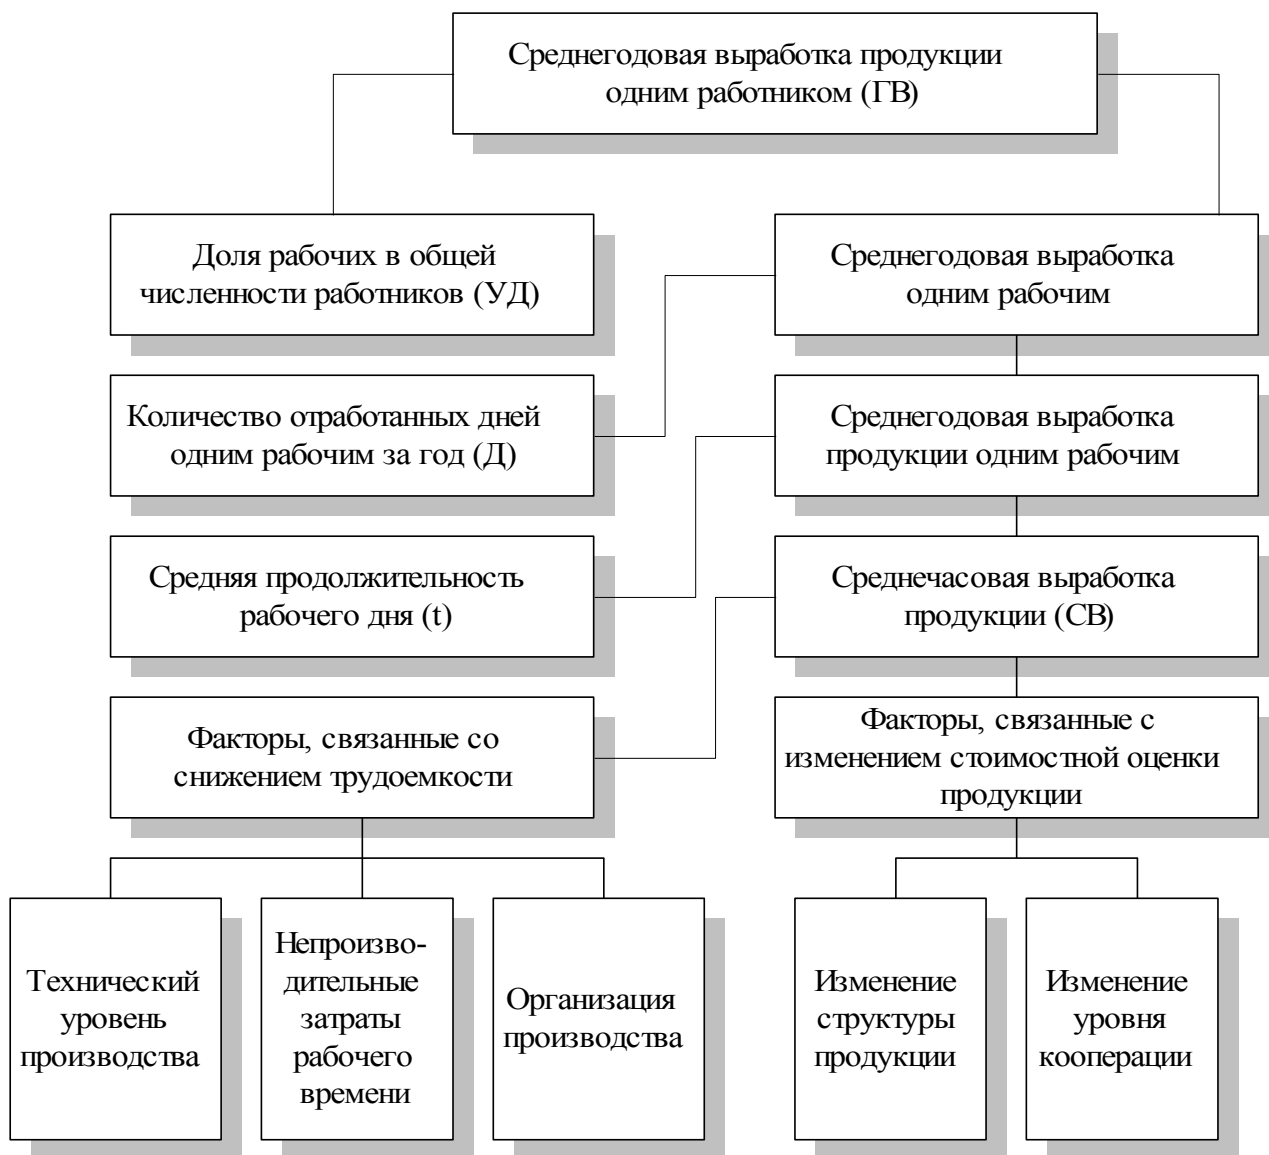 Среднегодовая выработка продукции
одним работником (ГВ)
Доля рабочих в общей
численности работников (УД)
Среднегодовая выработка
одним рабочим
Количество отработанных дней
одним рабочим за год (Д)
Среднегодовая выработка
продукции одним рабочим
Средняя продолжительность
рабочего дня (t)
Среднечасовая выработка
продукции (СВ)
Факторы, связанные со
снижением трудоемкости
Факторы, связанные с
изменением стоимостной оценки
продукции
Технический
уровень
производства
Непроизво-
дительные
затраты
рабочего
времени
Организация
производства
Изменение
структуры
продукции
Изменение
уровня
кооперации